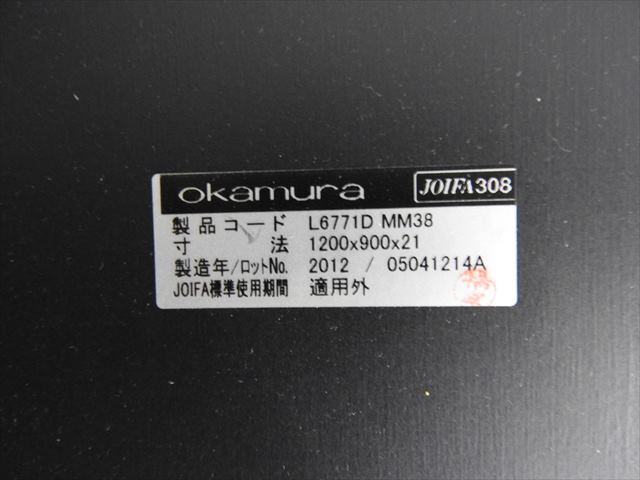 okamura JOIFA308
製品コード L6771D MM38
寸法 1200x900x21
製造年/ロットNo. 2012 / 05041214A
JOIFA標準使用期間 適用外